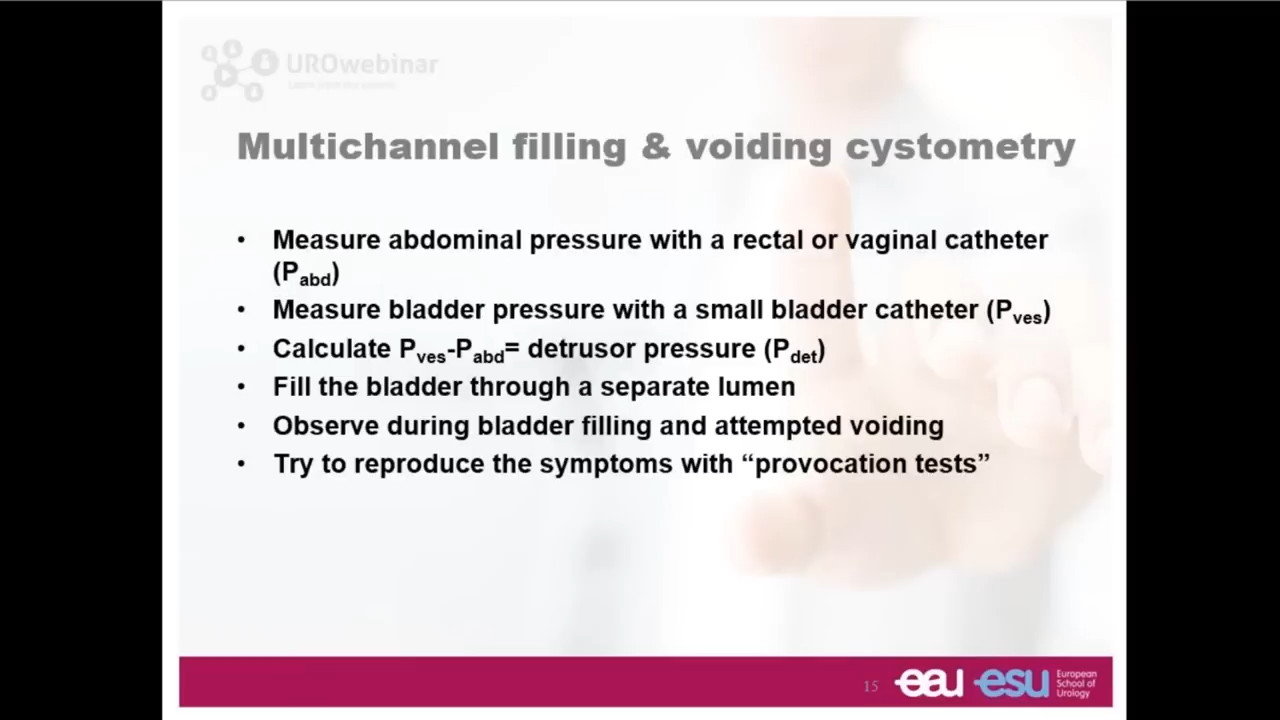 UROwebinar
Multichannel filling & voiding cystometry
• Measure abdominal pressure with a rectal or vaginal catheter
(Pabd)
• Measure bladder pressure with a small bladder catheter (Pves)
• Calculate Pves-Pabd= detrusor pressure (Pdet)
• Fill the bladder through a separate lumen
• Observe during bladder filling and attempted voiding
• Try to reproduce the symptoms with “provocation tests”
15
eau esu
European
School of
Urology